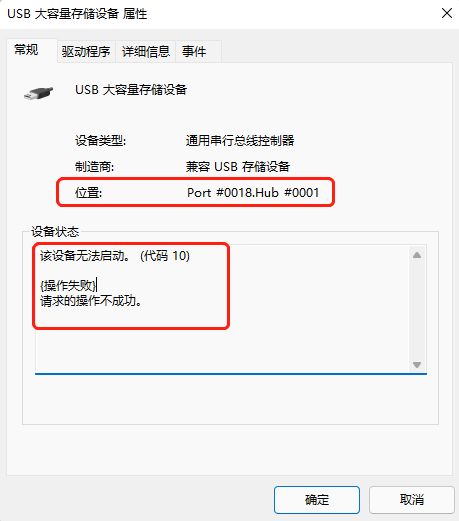 USB 大容量存储设备 属性
常规 驱动程序 详细信息 事件
USB 大容量存储设备
设备类型: 通用串行总线控制器
制造商: 兼容 USB 存储设备
位置: Port #0018.Hub #0001
设备状态
该设备无法启动。 (代码 10)
{操作失败}
请求的操作不成功。
确定 取消